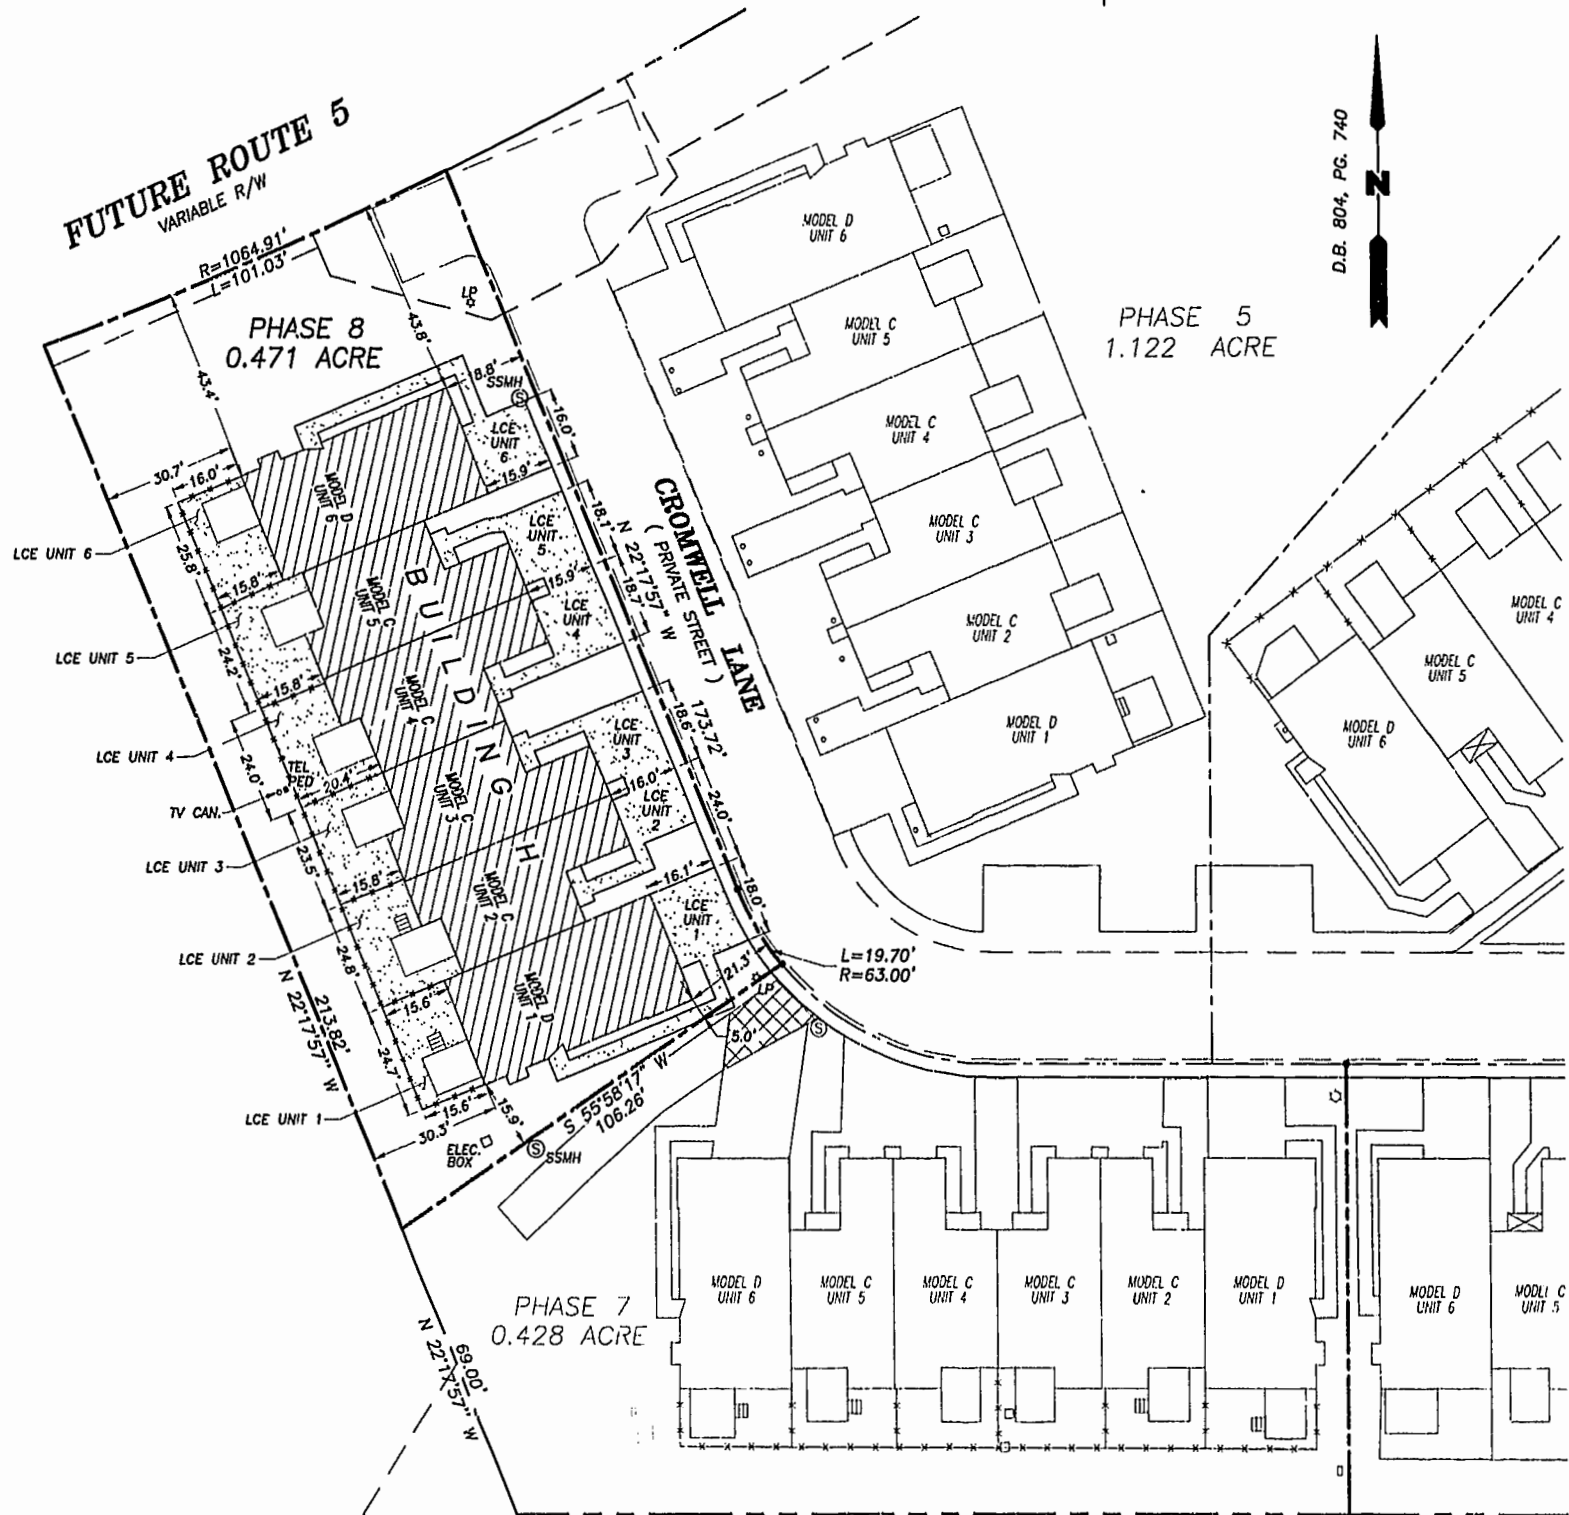 FUTURE ROUTE 5
VARIABLE R/W
R=1064.91'
L=101.03'
D.B. 804, PG. 740
N
PHASE 8
0.471 ACRE
PHASE 5
1.122 ACRE
LP
43.8'
43.4'
8.8'
SSMH
S
16.0'
LCE
UNIT
6
15.9'
30.7'
16.0'
MODEL D
UNIT 6
LCE UNIT 6
25.8'
15.8'
LCE
UNIT
5
18.1'
N 22°17'57" W
173.72'
CROMWELL LANE
( PRIVATE STREET )
18.7'
15.9'
LCE
UNIT
4
MODEL C
UNIT 5
BUILDING H
LCE UNIT 5
24.2'
15.8'
MODEL C
UNIT 4
LCE UNIT 4
24.0'
TEL
PED
20.4'
TV CAN.
MODEL C
UNIT 3
LCE
UNIT
3
18.6'
16.0'
LCE
UNIT
2
24.0'
LCE UNIT 3
23.5'
15.8'
MODEL C
UNIT 2
16.1'
18.0'
LCE
UNIT
1
LCE UNIT 2
24.8'
15.6'
MODEL D
UNIT 1
21.3'
L=19.70'
R=63.00'
LP
S
5.0'
213.82'
N 22°17'57" W
24.7'
LCE UNIT 1
15.6'
30.3'
15.9'
ELEC.
BOX
S
SSMH
S 55°58'17" W
106.26'
MODEL D
UNIT 6
MODEL C
UNIT 5
MODEL C
UNIT 4
MODEL C
UNIT 3
MODEL C
UNIT 2
MODEL D
UNIT 1
MODEL C
UNIT 4
MODEL C
UNIT 5
MODEL D
UNIT 6
PHASE 7
0.428 ACRE
69.00'
N 22°17'57" W
MODEL D
UNIT 6
MODEL C
UNIT 5
MODEL C
UNIT 4
MODEL C
UNIT 3
MODEL C
UNIT 2
MODEL D
UNIT 1
MODEL D
UNIT 6
MODEL C
UNIT 5